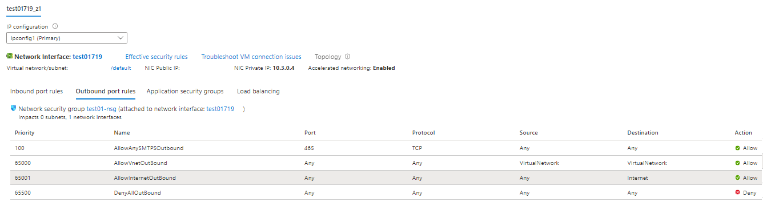 test01719_z1
IP configuration
ipconfig1 (Primary)
Network Interface: test01719 Effective security rules Troubleshoot VM connection issues Topology
Virtual network/subnet: /default NIC Public IP: NIC Private IP: 10.3.0.4 Accelerated networking: Enabled
Inbound port rules Outbound port rules Application security groups Load balancing
Network security group test01-nsg (attached to network interface: test01719 )
Impacts 0 subnets, 1 network interfaces
Priority Name Port Protocol Source Destination Action
100 AllowAnySMTPSOutbound 465 TCP Any Any Allow
65000 AllowVnetOutBound Any Any VirtualNetwork VirtualNetwork Allow
65001 AllowInternetOutBound Any Any Any Internet Allow
65500 DenyAllOutBound Any Any Any Any Deny